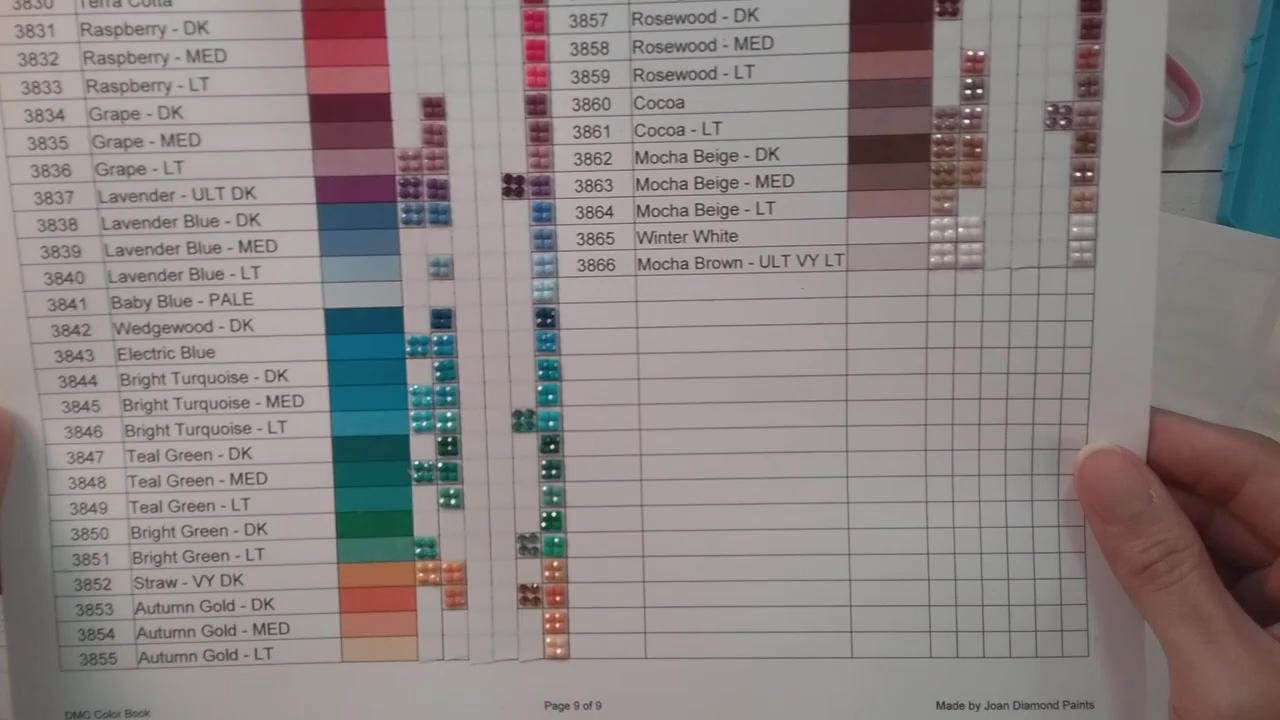 3830 Terra Cotta
3831 Raspberry - DK
3832 Raspberry - MED
3833 Raspberry - LT
3834 Grape - DK
3835 Grape - MED
3836 Grape - LT
3837 Lavender - ULT DK
3838 Lavender Blue - DK
3839 Lavender Blue - MED
3840 Lavender Blue - LT
3841 Baby Blue - PALE
3842 Wedgewood - DK
3843 Electric Blue
3844 Bright Turquoise - DK
3845 Bright Turquoise - MED
3846 Bright Turquoise - LT
3847 Teal Green - DK
3848 Teal Green - MED
3849 Teal Green - LT
3850 Bright Green - DK
3851 Bright Green - LT
3852 Straw - VY DK
3853 Autumn Gold - DK
3854 Autumn Gold - MED
3855 Autumn Gold - LT
3857 Rosewood - DK
3858 Rosewood - MED
3859 Rosewood - LT
3860 Cocoa
3861 Cocoa - LT
3862 Mocha Beige - DK
3863 Mocha Beige - MED
3864 Mocha Beige - LT
3865 Winter White
3866 Mocha Brown - ULT VY LT
DMC Color Book
Page 9 of 9
Made by Joan Diamond Paints